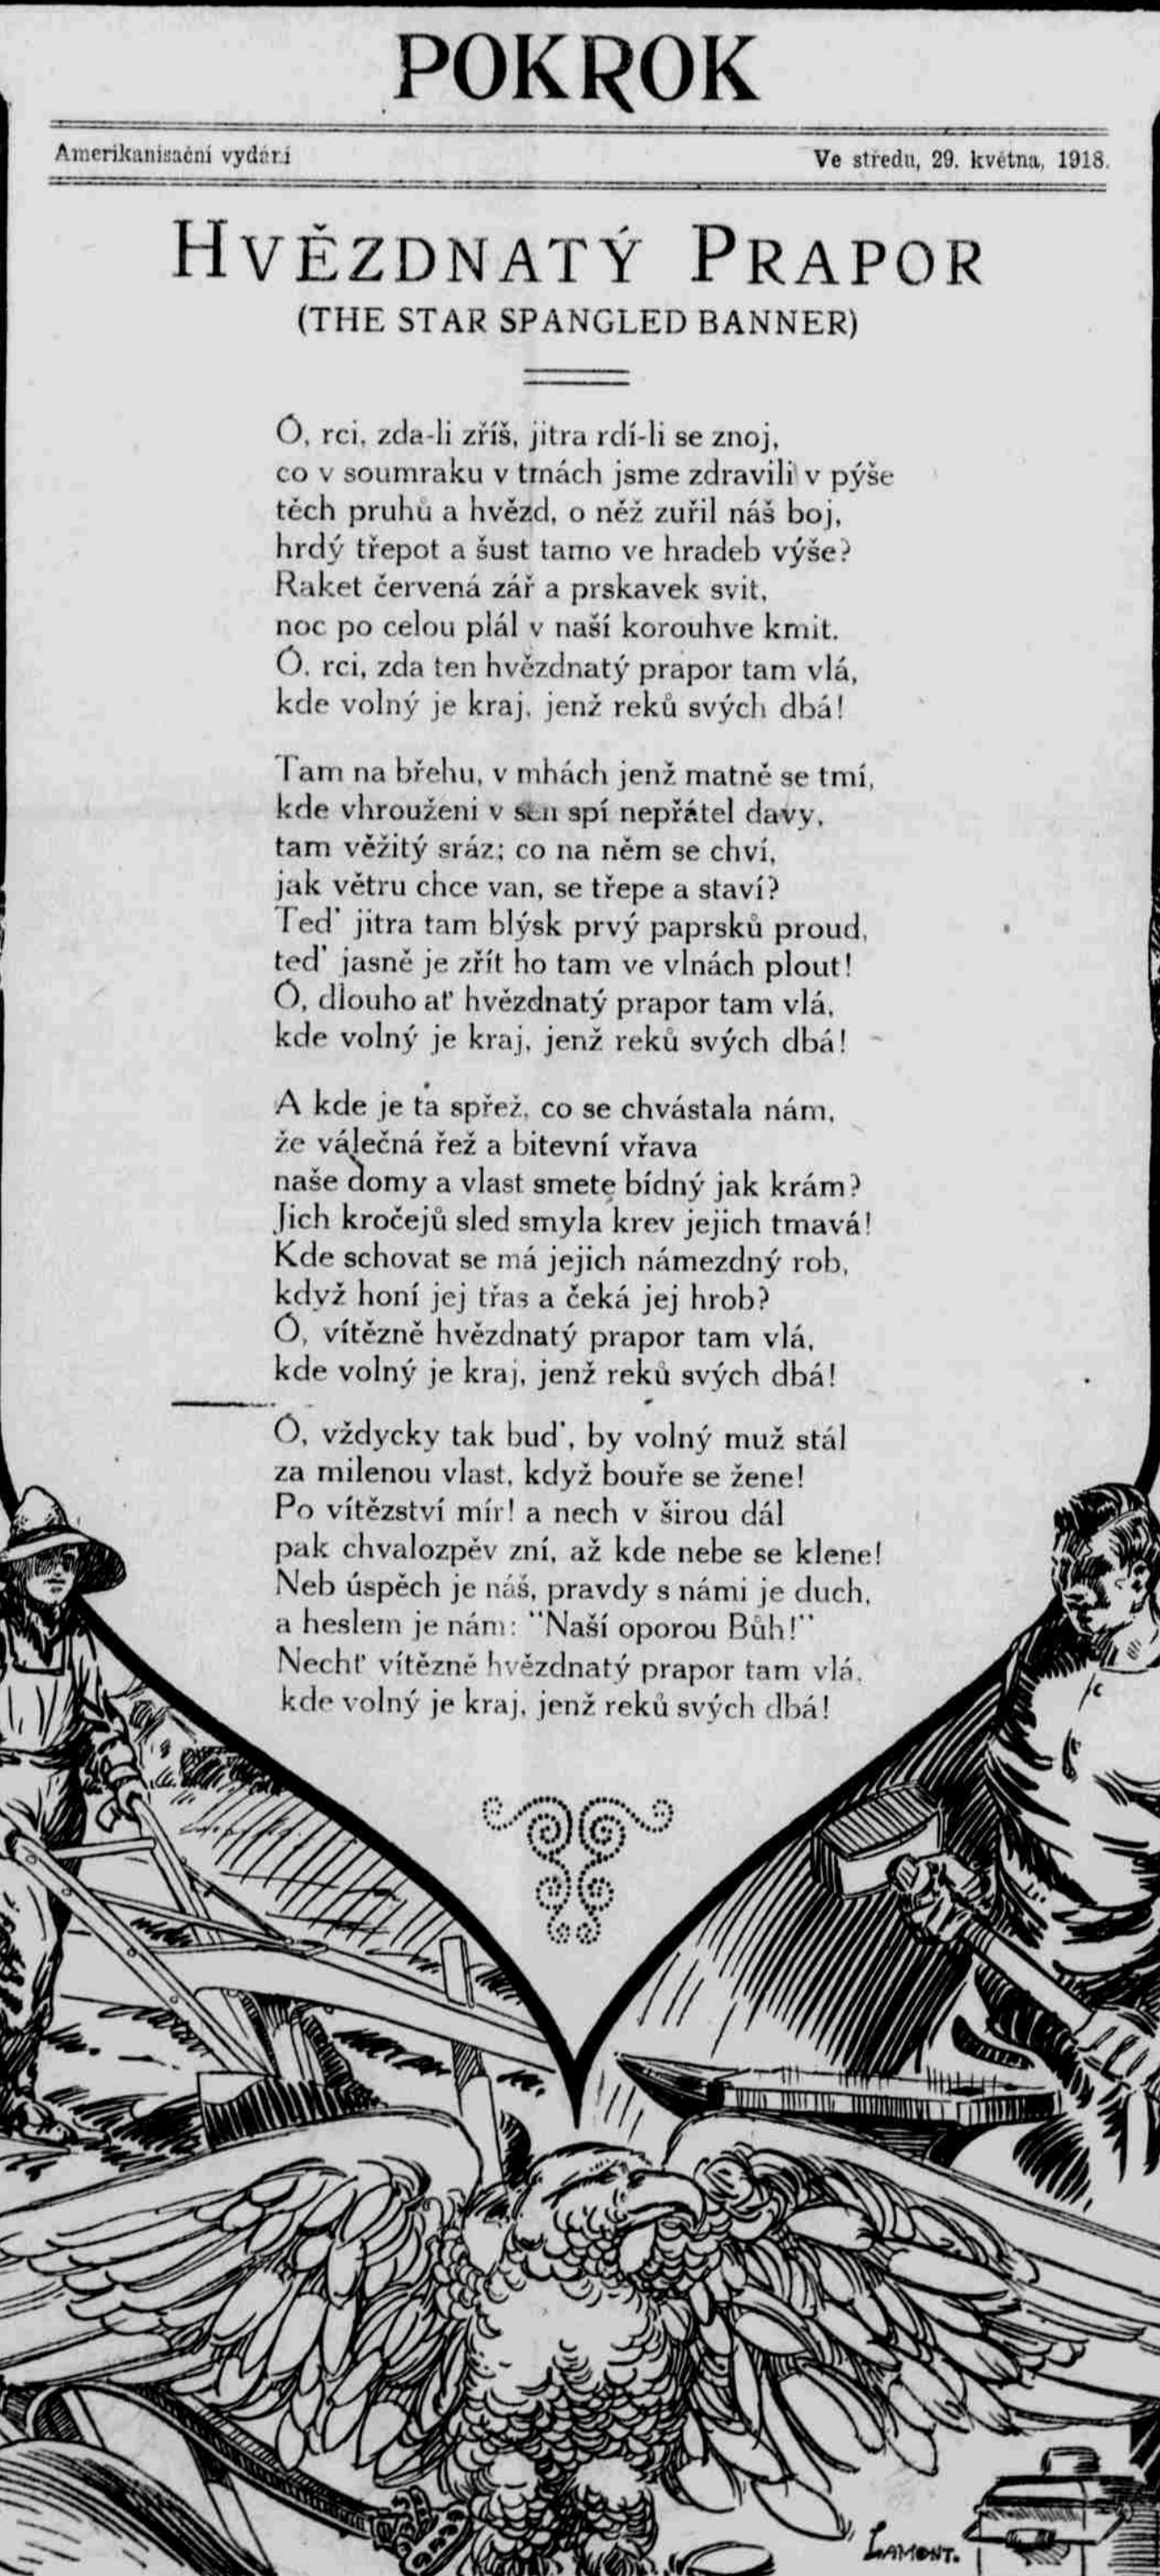 POKROK
Amerikanisační vydání
Ve středu, 29. května, 1918.
HVĚZDNATÝ PRAPOR
(THE STAR SPANGLED BANNER)
Ó, rci, zda-li zříš, jitra rdí-li se znoj,
co v soumraku v tmách jsme zdravili v pýše
těch pruhů a hvězd, o něž zuřil náš boj,
hrdý třepot a šust tamo ve hradeb výše?
Raket červená zář a prskavek svit,
noc po celou plál v naší korouhve kmit.
Ó, rci, zda ten hvězdnatý prapor tam vlá,
kde volný je kraj, jenž reků svých dbá!
Tam na břehu, v mhách jenž matně se tmí,
kde vhrouženi v sen spí nepřátel davy,
tam věžitý sráz; co na něm se chví,
jak větru chce van, se třepe a staví?
Teď jitra tam blýsk prvý paprsků proud,
teď jasně je zřít ho tam ve vlnách plout!
Ó, dlouho ať hvězdnatý prapor tam vlá,
kde volný je kraj, jenž reků svých dbá!
A kde je ta spřež, co se chvástala nám,
že válečná řež a bitevní vřava
naše domy a vlast smete bídný jak krám?
Jich kročejů sled smyla krev jejich tmavá!
Kde schovat se má jejich námezdný rob,
když honí jej třas a čeká jej hrob?
Ó, vítězně hvězdnatý prapor tam vlá,
kde volný je kraj, jenž reků svých dbá!
Ó, vždycky tak buď, by volný muž stál
za milenou vlast, když bouře se žene!
Po vítězství mír! a nech v širou dál
pak chvalozpěv zní, až kde nebe se klene!
Neb úspěch je náš, pravdy s námi je duch,
a heslem je nám: "Naší oporou Bůh!"
Nechť vítězně hvězdnatý prapor tam vlá,
kde volný je kraj, jenž reků svých dbá!
LAMONT.